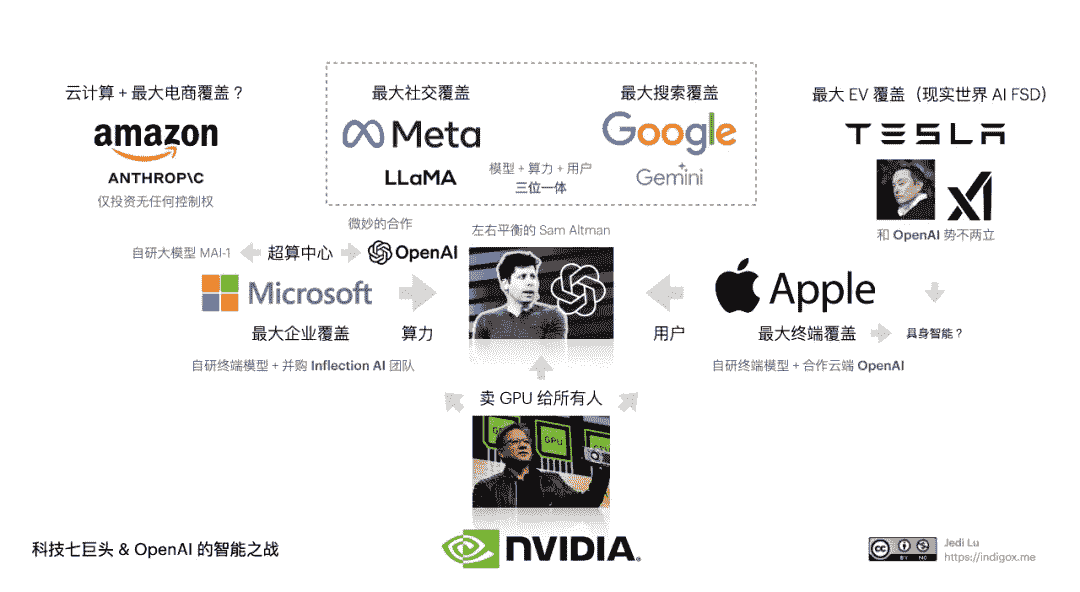 云计算 + 最大电商覆盖？
amazon
ANTHROP\C
仅投资无任何控制权
最大社交覆盖
Meta
LLaMA
最大搜索覆盖
Google
Gemini
模型 + 算力 + 用户
三位一体
最大 EV 覆盖（现实世界 AI FSD）
TESLA
xI
和 OpenAI 势不两立
微妙的合作
自研大模型 MAI-1
超算中心
OpenAI
Microsoft
最大企业覆盖
算力
自研终端模型 + 并购 Inflection AI 团队
左右平衡的 Sam Altman
用户
Apple
最大终端覆盖
具身智能？
自研终端模型 + 合作云端 OpenAI
卖 GPU 给所有人
GPU
GPU
NVIDIA
科技七巨头 & OpenAI 的智能之战
cc
BY NC
Jedi Lu
https://indigox.me